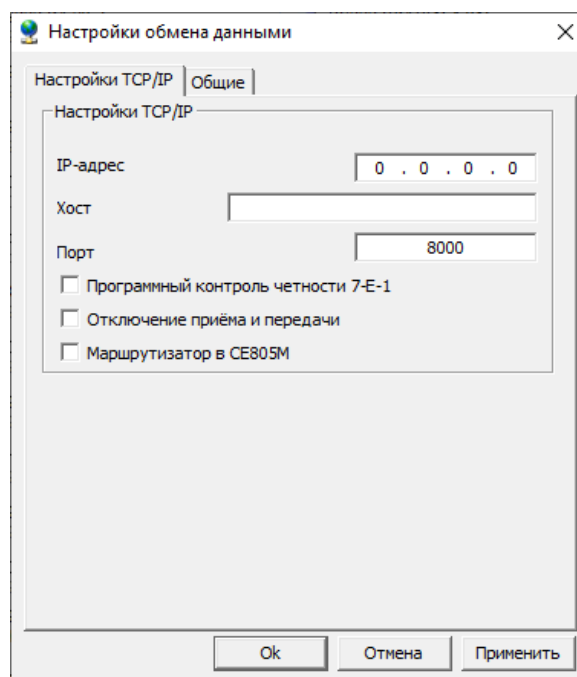 Настройки обмена данными
Настройки TCP/IP Общие
Настройки TCP/IP
IP-адрес 0 . 0 . 0 . 0
Хост
Порт 8000
Программный контроль четности 7-E-1
Отключение приёма и передачи
Маршрутизатор в CE805M
Ok Отмена Применить